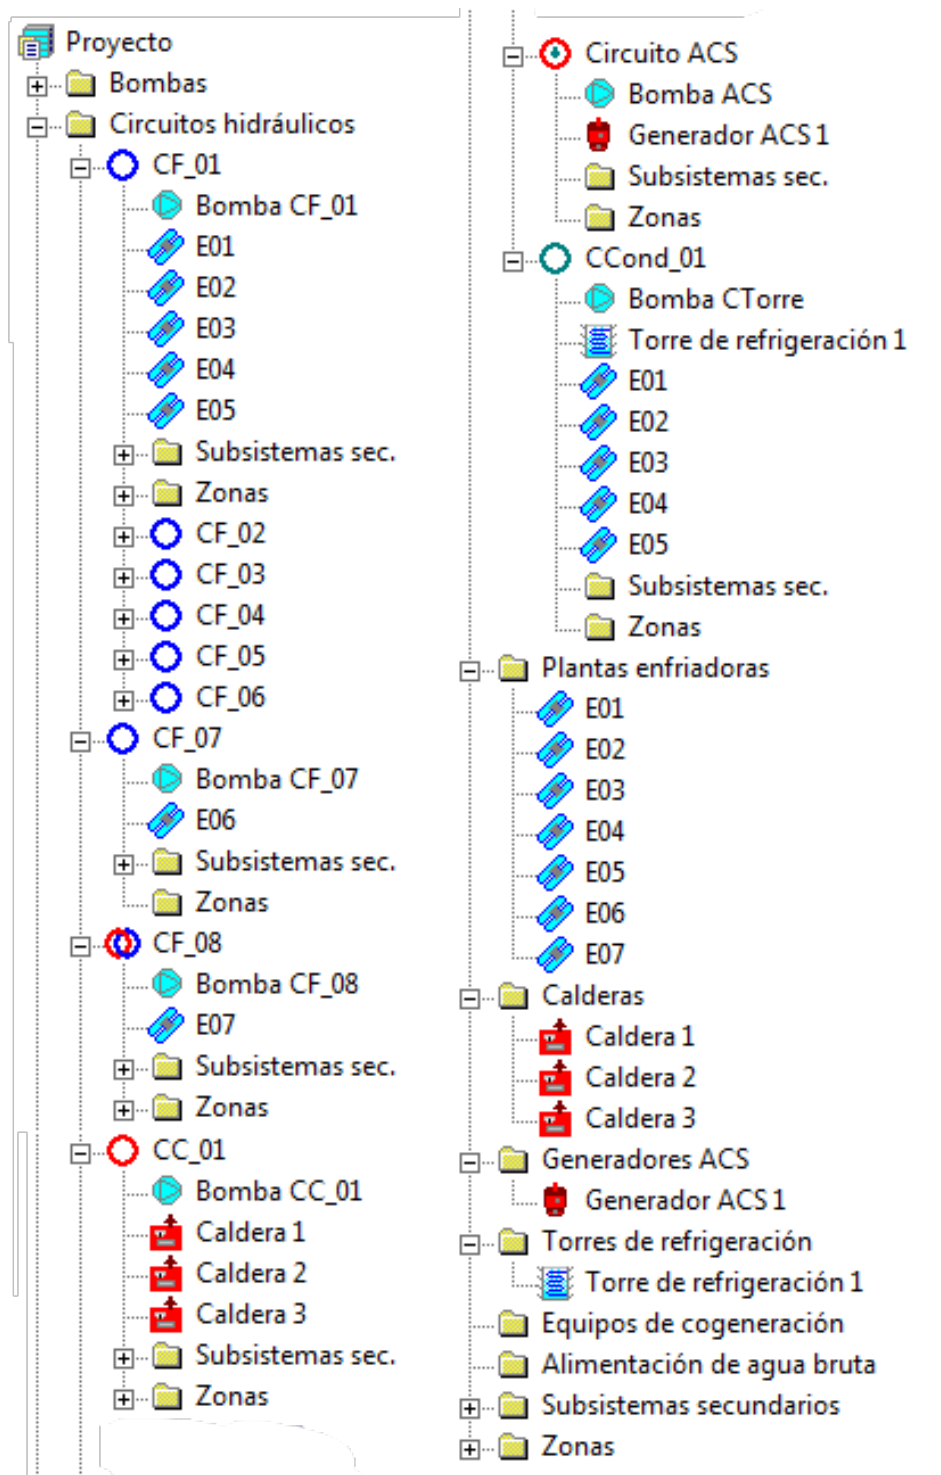 Proyecto
Bombas
Circuitos hidráulicos
CF_01
Bomba CF_01
E01
E02
E03
E04
E05
Subsistemas sec.
Zonas
CF_02
CF_03
CF_04
CF_05
CF_06
CF_07
Bomba CF_07
E06
Subsistemas sec.
Zonas
CF_08
Bomba CF_08
E07
Subsistemas sec.
Zonas
CC_01
Bomba CC_01
Caldera 1
Caldera 2
Caldera 3
Subsistemas sec.
Zonas
Circuito ACS
Bomba ACS
Generador ACS 1
Subsistemas sec.
Zonas
CCond_01
Bomba CTorre
Torre de refrigeración 1
E01
E02
E03
E04
E05
Subsistemas sec.
Zonas
Plantas enfriadoras
E01
E02
E03
E04
E05
E06
E07
Calderas
Caldera 1
Caldera 2
Caldera 3
Generadores ACS
Generador ACS 1
Torres de refrigeración
Torre de refrigeración 1
Equipos de cogeneración
Alimentación de agua bruta
Subsistemas secundarios
Zonas